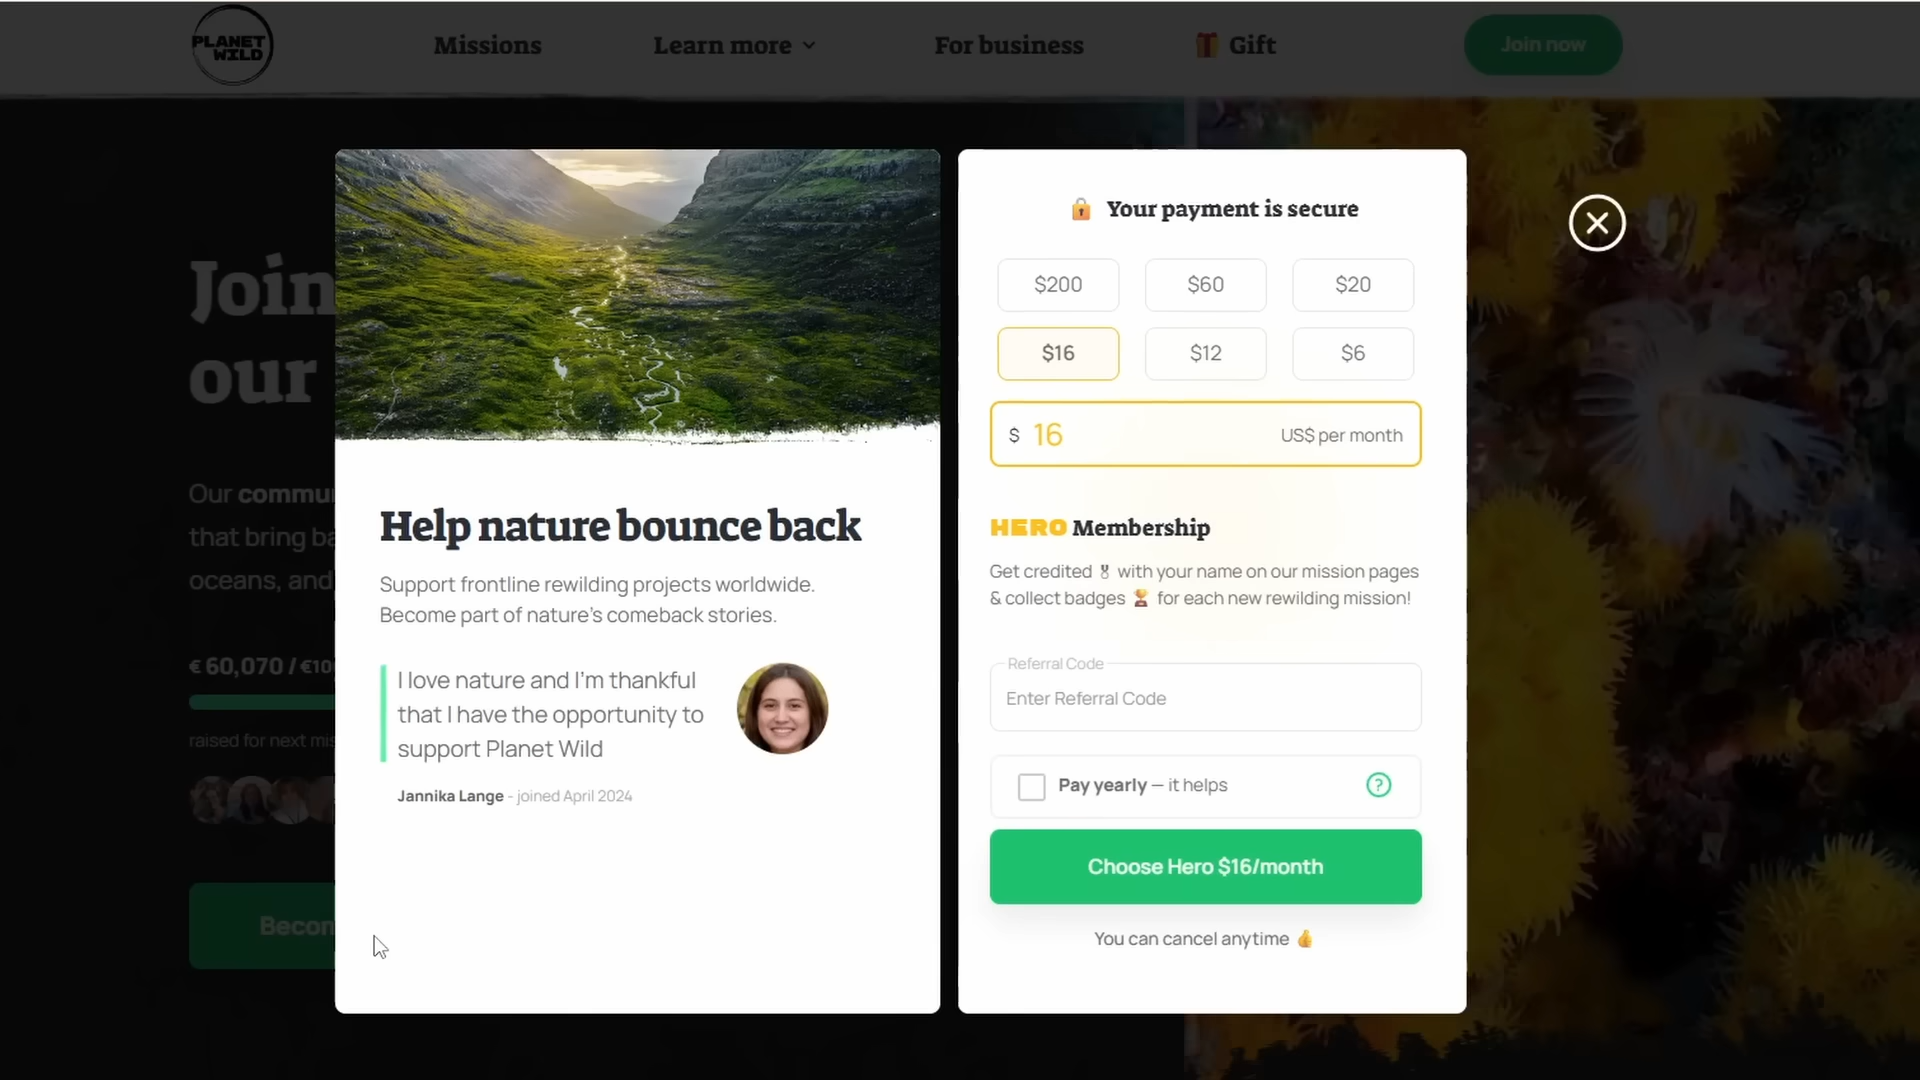 PLANET
WILD
Missions
Learn more
For business
Gift
Join now
Join
our
Our commu
that bring ba
oceans, and
€ 60,070 / €10
raised for next mis
Becom
Help nature bounce back
Support frontline rewilding projects worldwide.
Become part of nature's comeback stories.
I love nature and I'm thankful
that I have the opportunity to
support Planet Wild
Jannika Lange - joined April 2024
Your payment is secure
$200 $60 $20
$16 $12 $6
$ 16 US$ per month
HERO Membership
Get credited 🎖 with your name on our mission pages
& collect badges 🏆 for each new rewilding mission!
Referral Code
Enter Referral Code
Pay yearly — it helps ?
Choose Hero $16/month
You can cancel anytime 👍